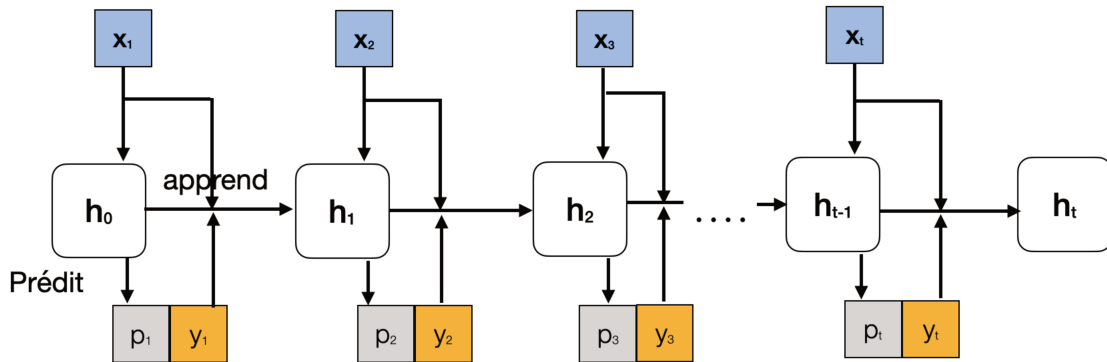 x₁ x₂ x₃ xₜ
apprend
h₀ h₁ h₂ .... hₜ₋₁ hₜ
Prédit
p₁ y₁ p₂ y₂ p₃ y₃ pₜ yₜ